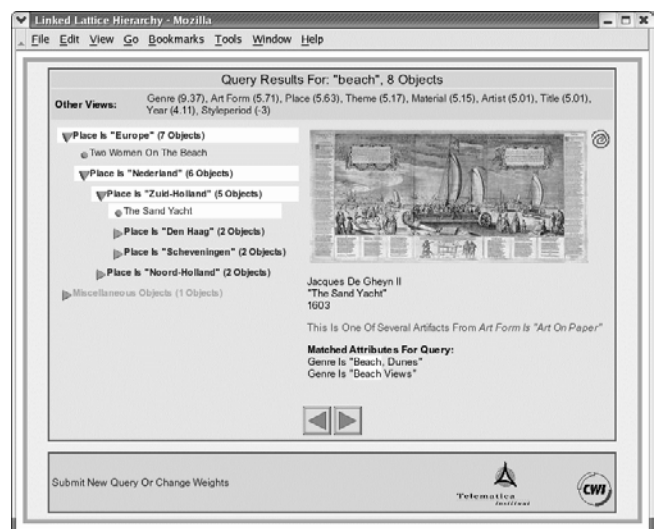 Linked Lattice Hierarchy - Mozilla
File Edit View Go Bookmarks Tools Window Help
Query Results For: "beach", 8 Objects
Other Views: Genre (9.37), Art Form (5.71), Place (5.63), Theme (5.17), Material (5.15), Artist (5.01), Title (5.01),
Year (4.11), Styleperiod (-3)
Place Is "Europe" (7 Objects)
Two Women On The Beach
Place Is "Nederland" (6 Objects)
Place Is "Zuid-Holland" (5 Objects)
The Sand Yacht
Place Is "Den Haag" (2 Objects)
Place Is "Scheveningen" (2 Objects)
Place Is "Noord-Holland" (2 Objects)
Miscellaneous Objects (1 Objects)
Jacques De Gheyn II
"The Sand Yacht"
1603
This Is One Of Several Artifacts From Art Form Is "Art On Paper"
Matched Attributes For Query:
Genre Is "Beach, Dunes"
Genre Is "Beach Views"
Submit New Query Or Change Weights
Telematica
Instituut
CWI